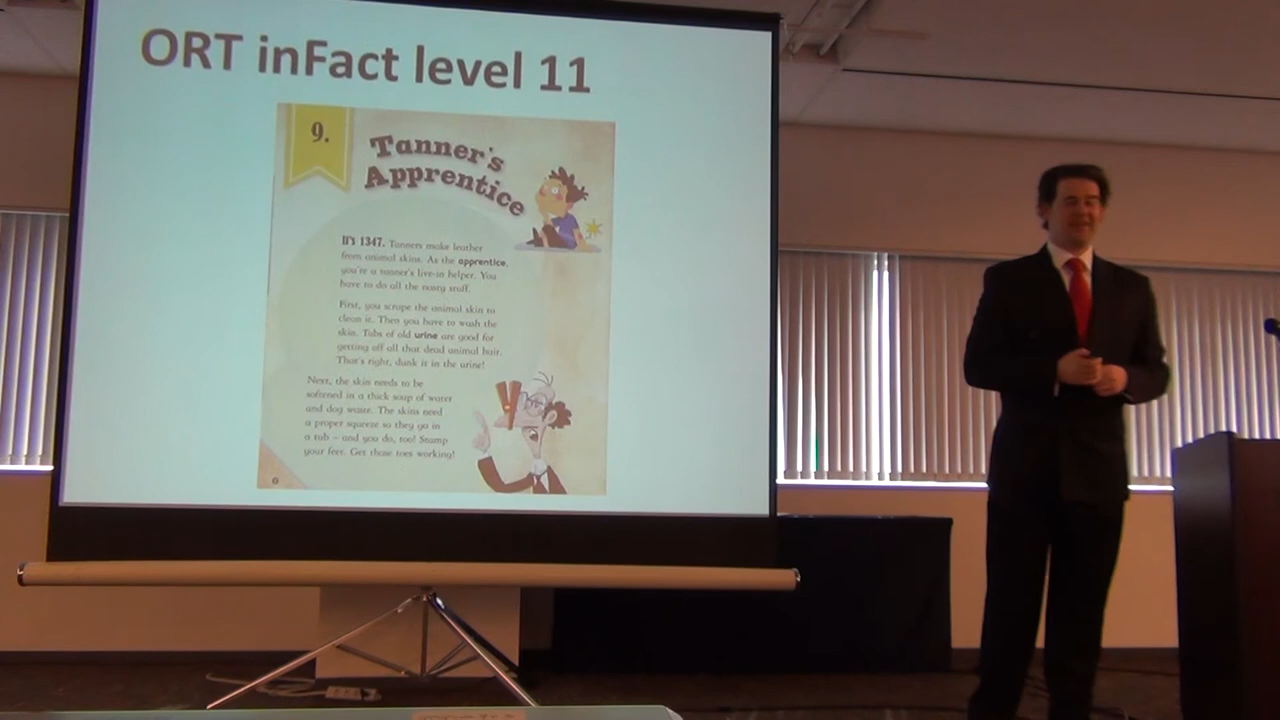 ORT inFact level 11
9.
Tanner's
Apprentice
It's 1347. Tanners make leather
from animal skins. As the apprentice,
you're a tanner's live-in helper. You
have to do all the nasty stuff.
First, you scrape the animal skin to
clean it. Then you have to wash the
skin. Tubs of old urine are good for
getting off all that dead animal hair.
That's right, dunk it in the urine!
Next, the skin needs to be
softened in a thick soup of water
and dog waste. The skins need
a proper squeeze so they go in
a tub – and you do, too! Stamp
your feet. Get those toes working!
6